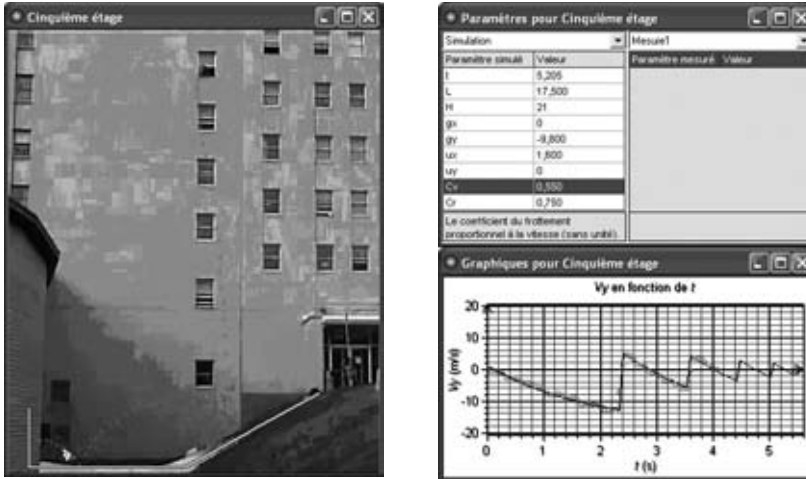 Cinquième étage
Paramètres pour Cinquième étage
Simulation
Mesure1
Paramètre simulé Valeur
Paramètre mesuré Valeur
t 5,205
L 17,500
H 21
gx 0
gy -9,800
ux 1,600
uy 0
Cv 0,550
Cr 0,750
Le coefficient du frottement
proportionnel à la vitesse (sans unité).
Graphiques pour Cinquième étage
Vy en fonction de t
Vy (m/s)
20
10
0
-10
-20
0 1 2 3 4 5
t (s)